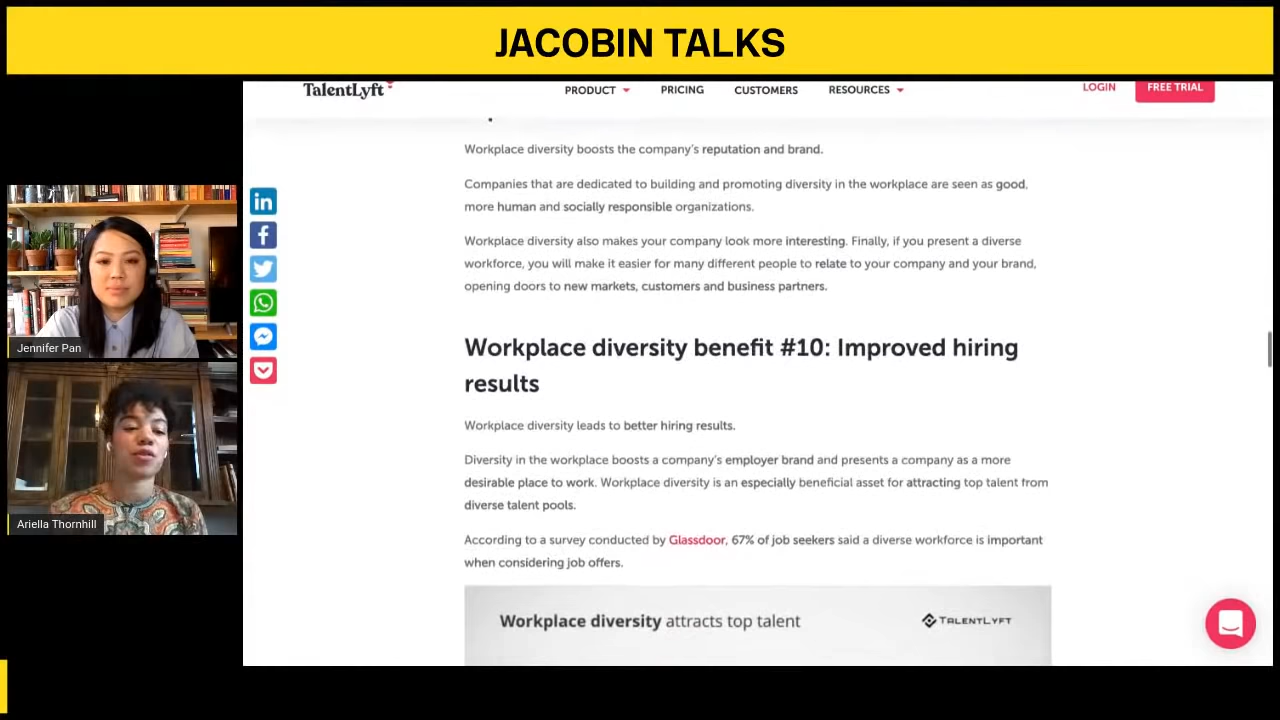 JACOBIN TALKS
TalentLyft
PRODUCT
PRICING
CUSTOMERS
RESOURCES
LOGIN
FREE TRIAL
Workplace diversity boosts the company's reputation and brand.
Companies that are dedicated to building and promoting diversity in the workplace are seen as good,
more human and socially responsible organizations.
Workplace diversity also makes your company look more interesting. Finally, if you present a diverse
workforce, you will make it easier for many different people to relate to your company and your brand,
opening doors to new markets, customers and business partners.
Workplace diversity benefit #10: Improved hiring
results
Workplace diversity leads to better hiring results.
Diversity in the workplace boosts a company's employer brand and presents a company as a more
desirable place to work. Workplace diversity is an especially beneficial asset for attracting top talent from
diverse talent pools.
According to a survey conducted by Glassdoor, 67% of job seekers said a diverse workforce is important
when considering job offers.
Workplace diversity attracts top talent
TALENTLYFT
Jennifer Pan
Ariella Thornhill
in
f